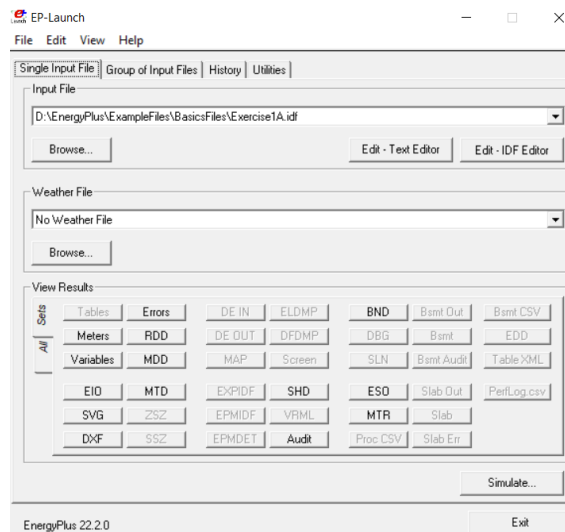 EP-Launch
File Edit View Help
Single Input File Group of Input Files History Utilities
Input File
D:\EnergyPlus\ExampleFiles\BasicsFiles\Exercise1A.idf
Browse... Edit - Text Editor Edit - IDF Editor
Weather File
No Weather File
Browse...
View Results
Sets
All
Tables Errors DE IN ELDMP BND Bsmt Out Bsmt CSV
Meters RDD DE OUT DFDMP DBG Bsmt EDD
Variables MDD MAP Screen SLN Bsmt Audit Table XML
EIO MTD EXPIDF SHD ESO Slab Out PerfLog.csv
SVG ZSZ EPMIDF VRML MTR Slab
DXF SSZ EPMDET Audit Proc CSV Slab Err
Simulate...
EnergyPlus 22.2.0 Exit